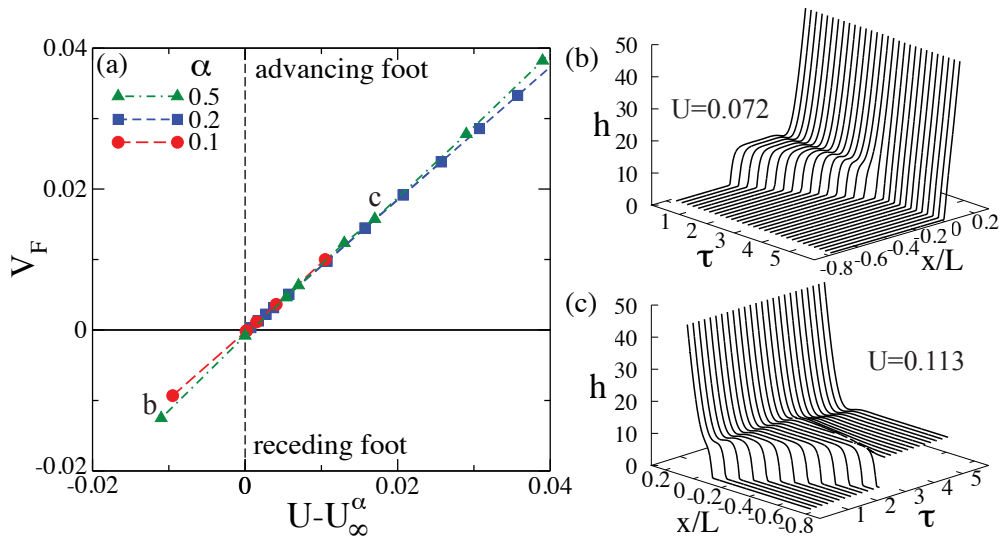 (a)
α
0.5
0.2
0.1
advancing foot
receding foot
c
b
0.04
0.02
0
-0.02
V_F
-0.02
0
0.02
0.04
U-U_∞^α
(b)
U=0.072
h
50
40
30
20
10
0
1
2
3
4
5
τ
-0.8
-0.6
-0.4
-0.2
0
0.2
x/L
(c)
U=0.113
h
50
40
30
20
10
0
0.2
0
-0.2
-0.4
-0.6
-0.8
x/L
1
2
3
4
5
τ